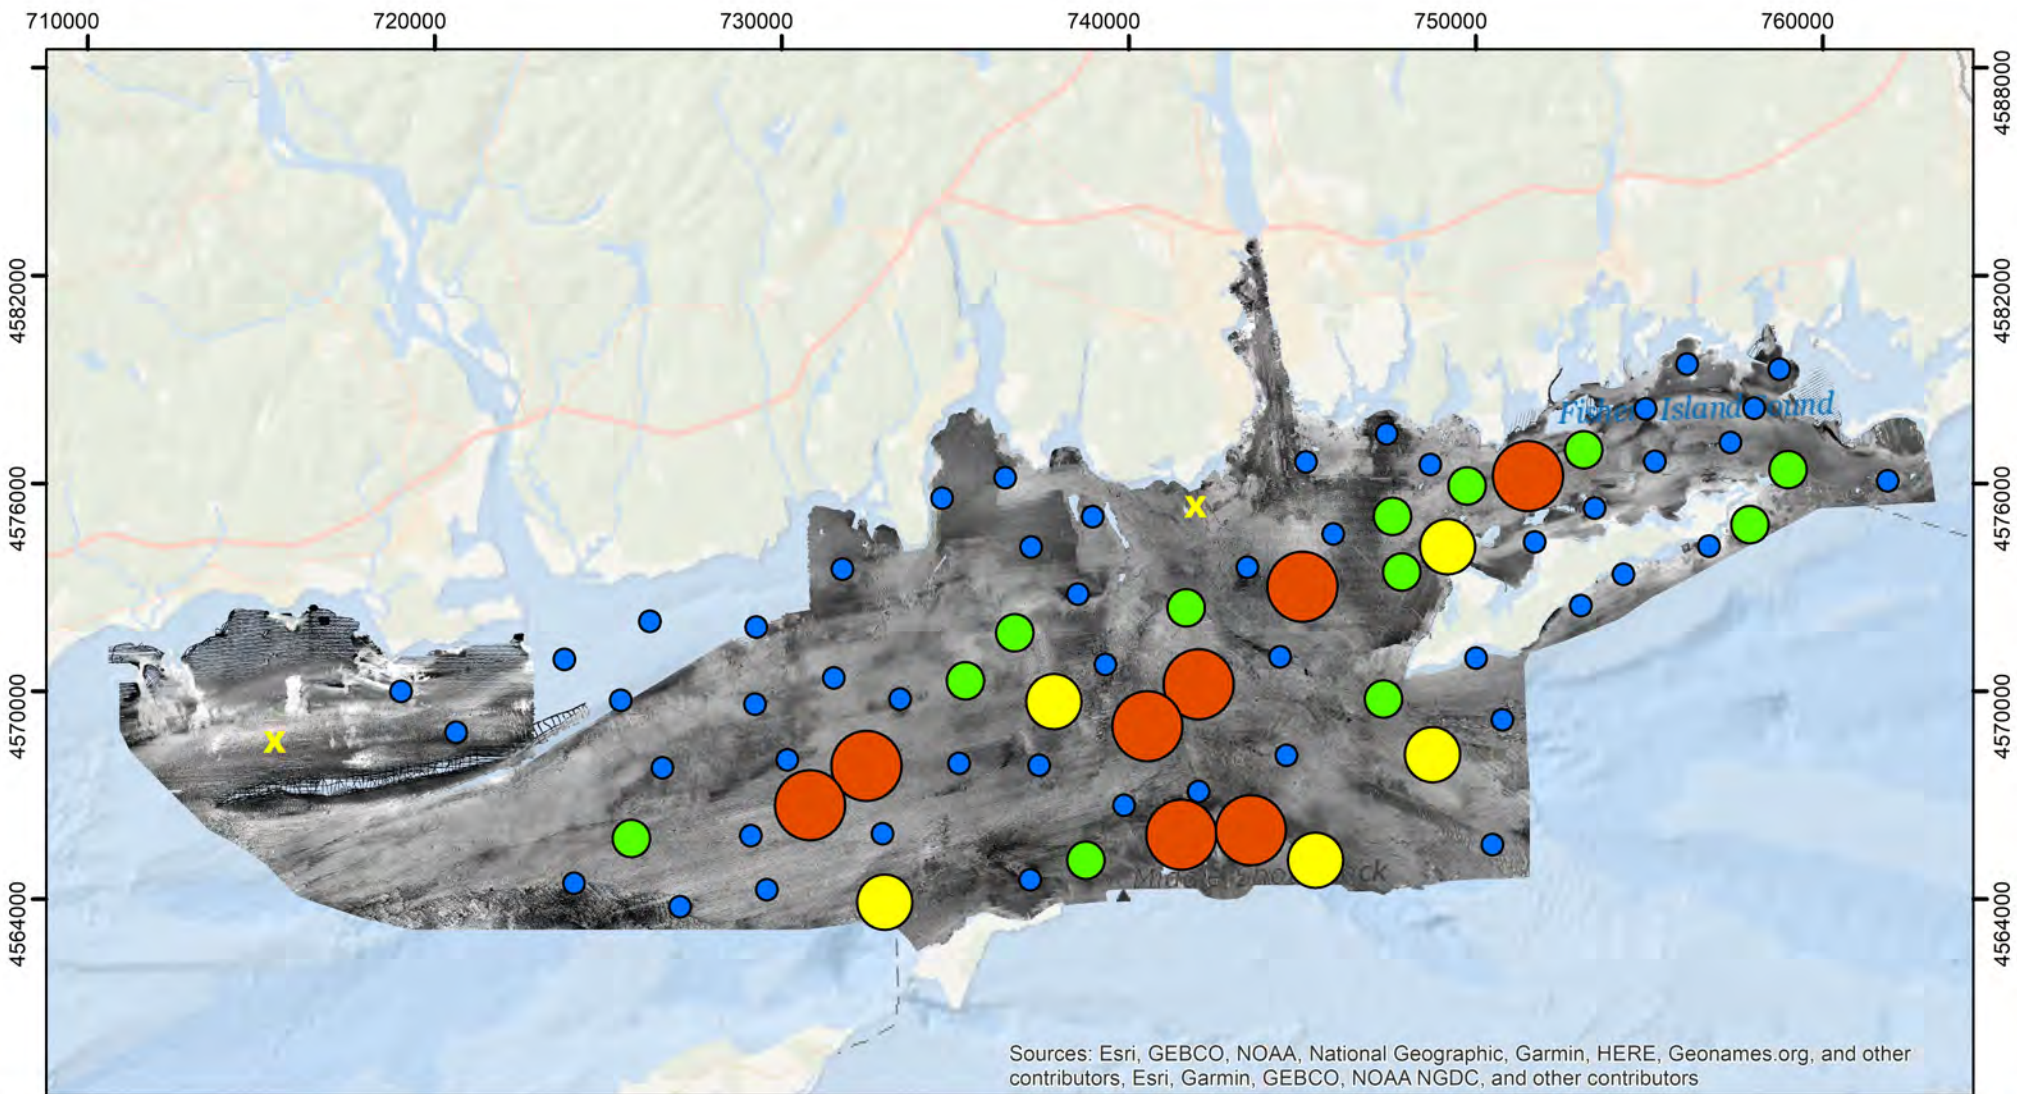 710000 720000 730000 740000 750000 760000
4588000
4582000 4582000
Island
4576000 4576000
x
x
4570000 4570000
4564000 4564000
Sources: Esri, GEBCO, NOAA, National Geographic, Garmin, HERE, Geonames.org, and other
contributors, Esri, Garmin, GEBCO, NOAA NGDC, and other contributors